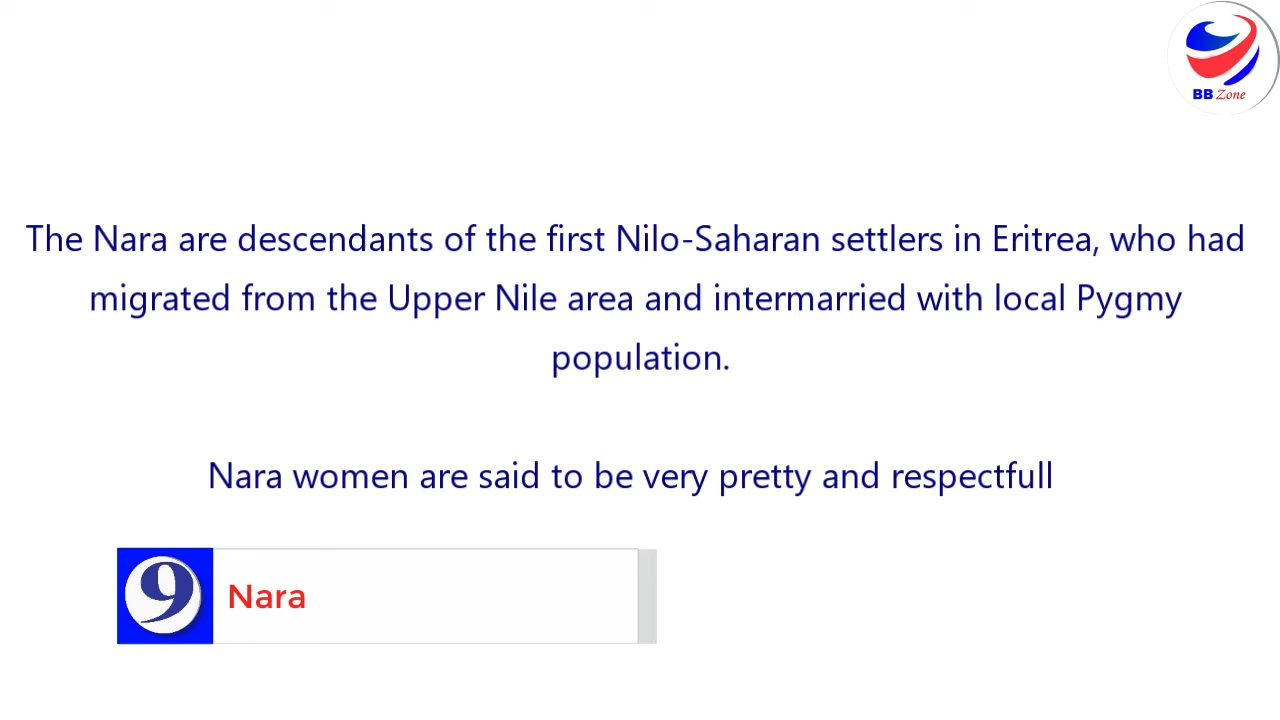 BB Zone
The Nara are descendants of the first Nilo-Saharan settlers in Eritrea, who had
migrated from the Upper Nile area and intermarried with local Pygmy
population.
Nara women are said to be very pretty and respectfull
9 Nara